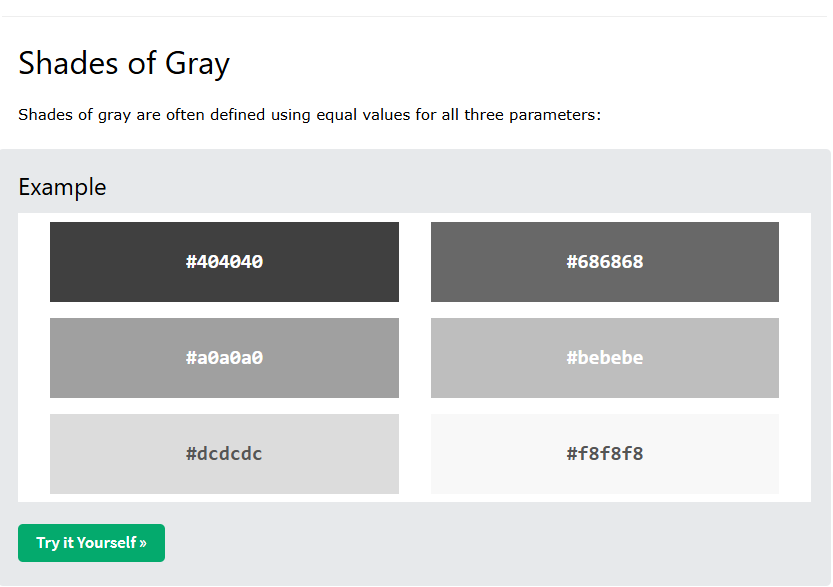 Shades of Gray
Shades of gray are often defined using equal values for all three parameters:
Example
#404040
#686868
#a0a0a0
#bebebe
#dcdcdc
#f8f8f8
Try it Yourself »